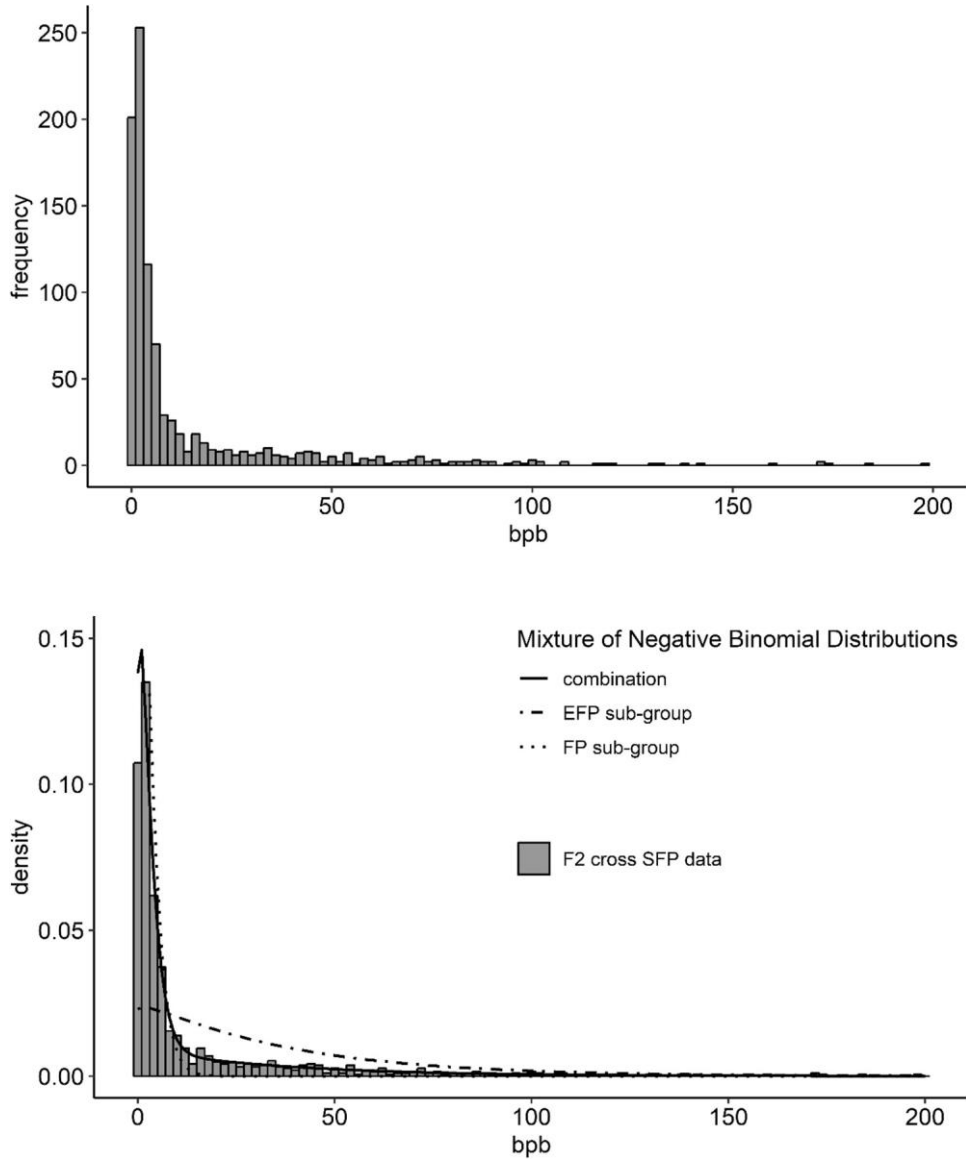 250
200
150
100
50
0
frequency
0 50 100 150 200
bpb
0.15
0.10
0.05
0.00
density
Mixture of Negative Binomial Distributions
combination
EFP sub-group
FP sub-group
F2 cross SFP data
0 50 100 150 200
bpb